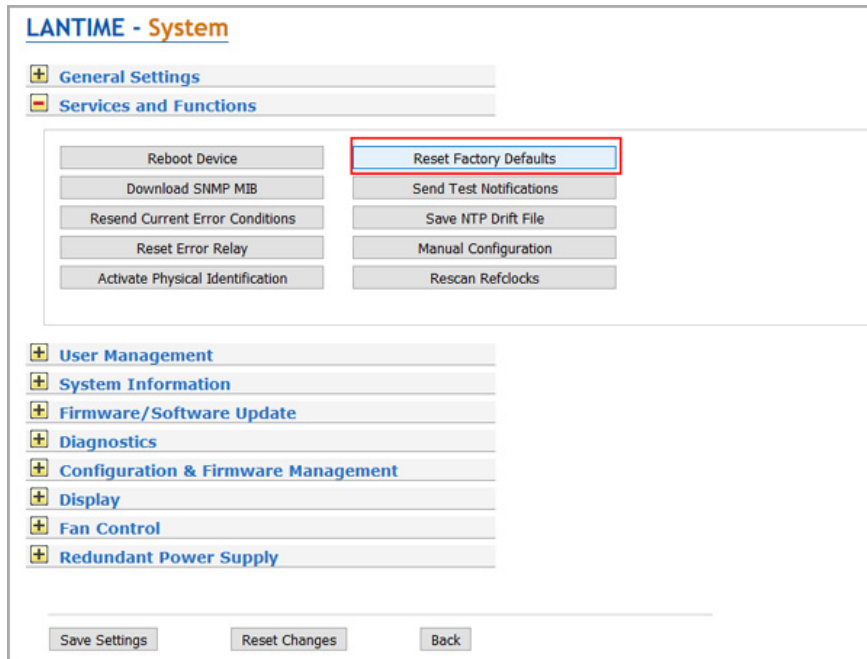 LANTIME - System
General Settings
Services and Functions
Reboot Device Reset Factory Defaults
Download SNMP MIB Send Test Notifications
Resend Current Error Conditions Save NTP Drift File
Reset Error Relay Manual Configuration
Activate Physical Identification Rescan Refclocks
User Management
System Information
Firmware/Software Update
Diagnostics
Configuration & Firmware Management
Display
Fan Control
Redundant Power Supply
Save Settings Reset Changes Back